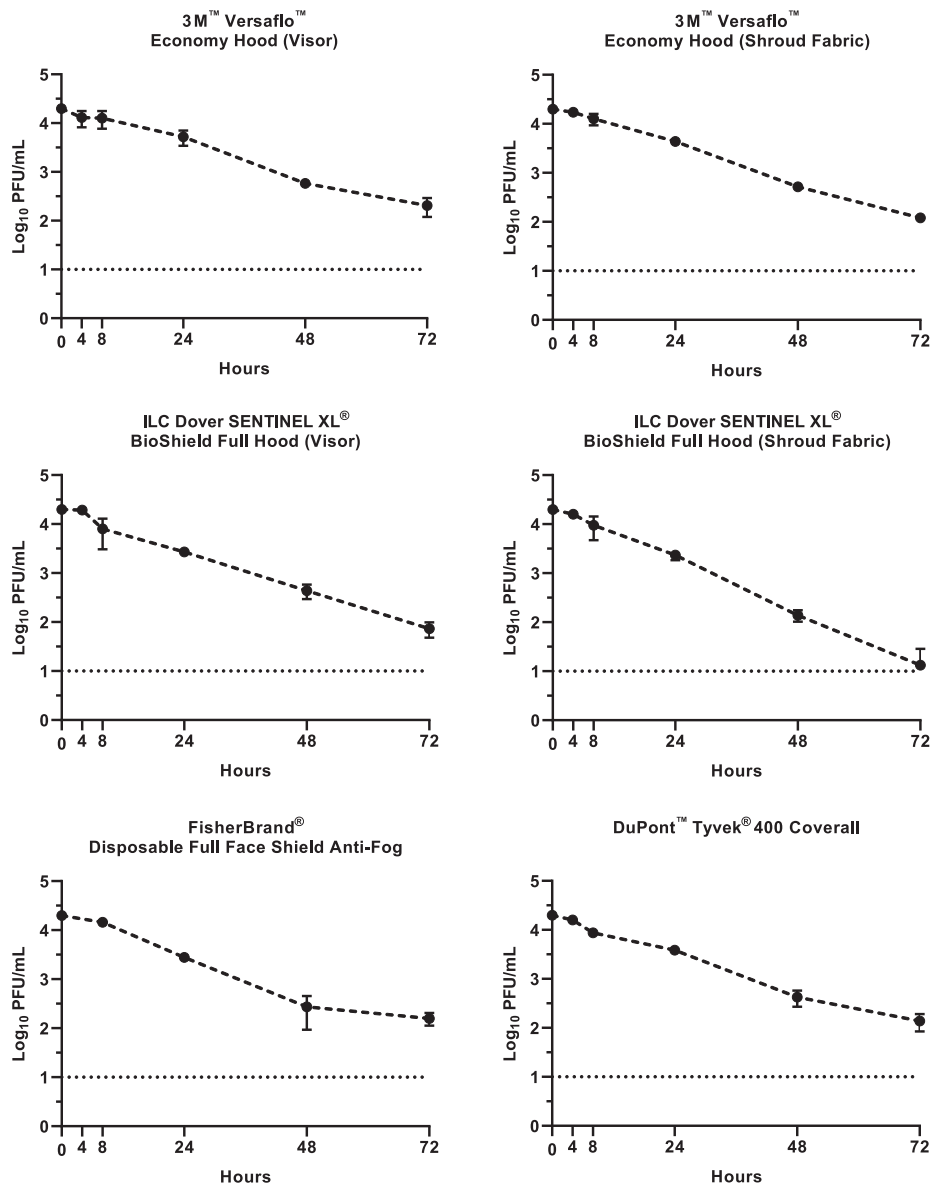 3M™ Versaflo™
Economy Hood (Visor)
5
4
3
2
1
0
Log₁₀ PFU/mL
0 4 8 24 48 72
Hours
3M™ Versaflo™
Economy Hood (Shroud Fabric)
5
4
3
2
1
0
Log₁₀ PFU/mL
0 4 8 24 48 72
Hours
ILC Dover SENTINEL XL®
BioShield Full Hood (Visor)
5
4
3
2
1
0
Log₁₀ PFU/mL
0 4 8 24 48 72
Hours
ILC Dover SENTINEL XL®
BioShield Full Hood (Shroud Fabric)
5
4
3
2
1
0
Log₁₀ PFU/mL
0 4 8 24 48 72
Hours
FisherBrand®
Disposable Full Face Shield Anti-Fog
5
4
3
2
1
0
Log₁₀ PFU/mL
0 4 8 24 48 72
Hours
DuPont™ Tyvek® 400 Coverall
5
4
3
2
1
0
Log₁₀ PFU/mL
0 4 8 24 48 72
Hours